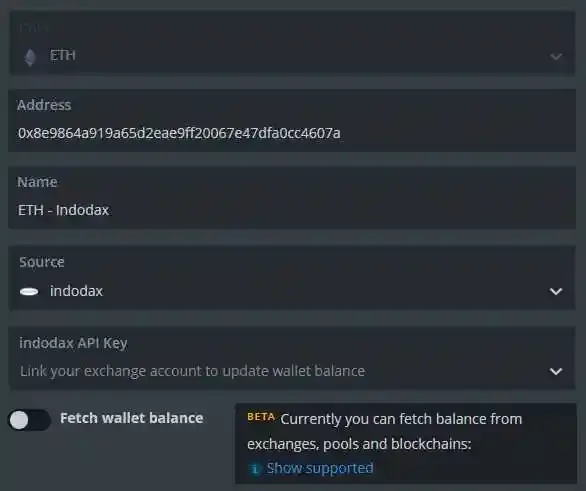 ETH
Address
0x8e9864a919a65d2eae9ff20067e47dfa0cc4607a
Name
ETH - Indodax
Source
indodax
indodax API Key
Link your exchange account to update wallet balance
Fetch wallet balance
BETA Currently you can fetch balance from
exchanges, pools and blockchains:
i Show supported